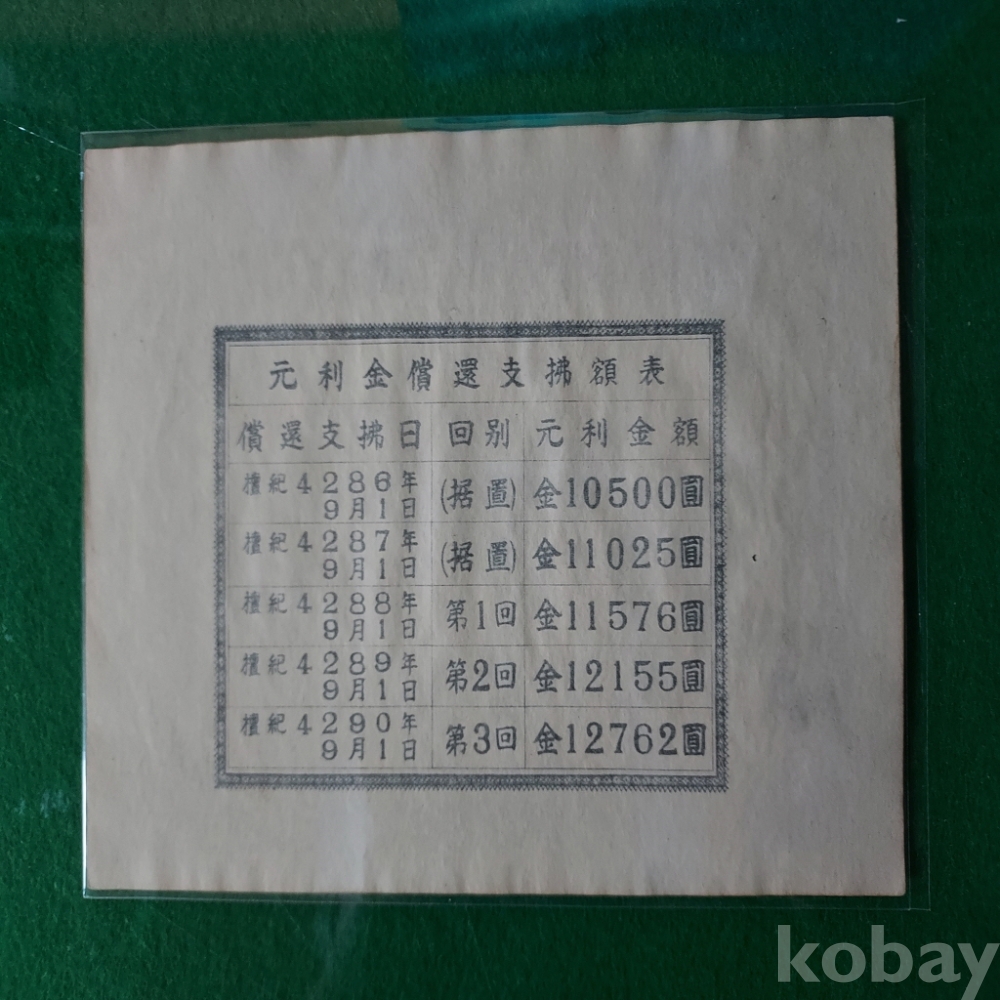 元利金償還支拂額表
償還支拂日 回別 元利金額
檀紀4286年 (据置) 金10500圓
9月1日
檀紀4287年 (据置) 金11025圓
9月1日
檀紀4288年 第1回 金11576圓
9月1日
檀紀4289年 第2回 金12155圓
9月1日
檀紀4290年 第3回 金12762圓
9月1日
kobay